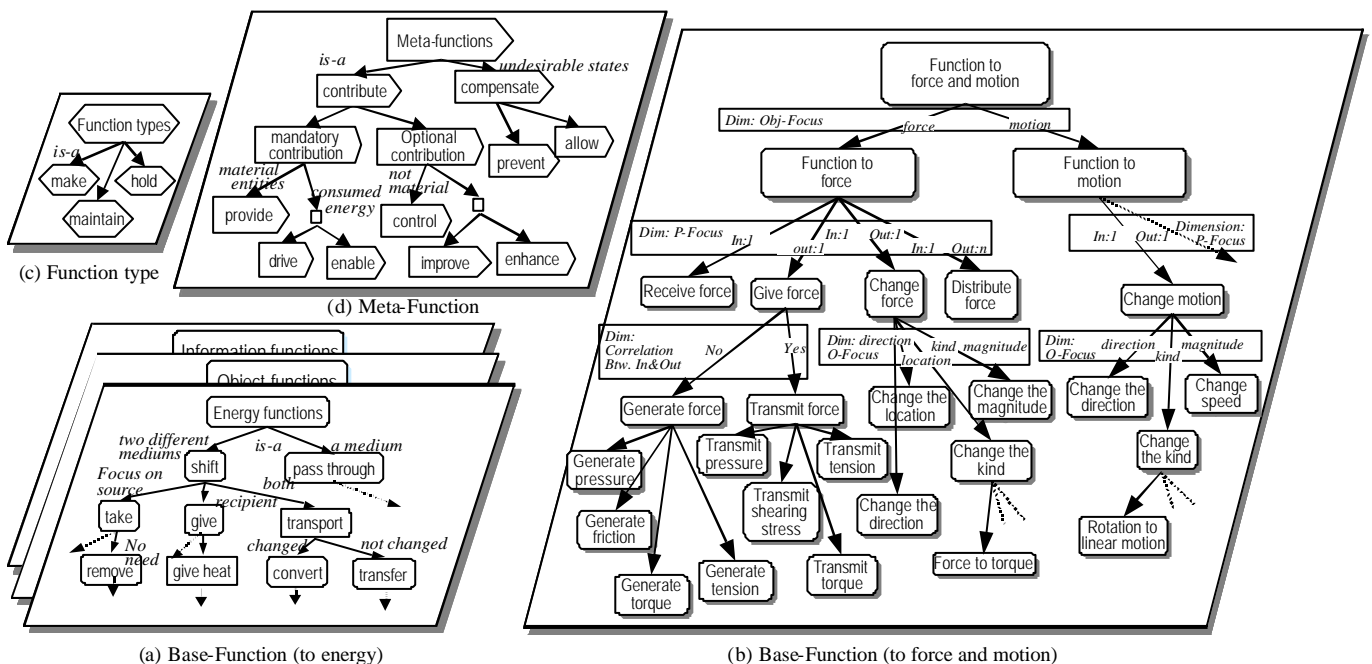 Function types
is-a
make
hold
maintain
(c) Function type
Meta-functions
is-a
undesirable states
contribute
compensate
mandatory
contribution
Optional
contribution
prevent
allow
material
entities
consumed
energy
not
material
provide
control
drive
enable
improve
enhance
(d) Meta-Function
Information functions
Object functions
Energy functions
two different
mediums
is-a
a medium
shift
pass through
Focus on
source
recipient
both
take
give
transport
No
need
changed
not changed
remove
give heat
convert
transfer
(a) Base-Function (to energy)
Function to
force and motion
Dim: Obj-Focus
force
motion
Function to
force
Function to
motion
Dim: P-Focus
In:1
out:1
In:1
Out:1
In:1
Out:n
In:1
Out:1
Dimension:
P-Focus
Receive force
Give force
Change
force
Distribute
force
Change motion
Dim:
Correlation
Btw. In&Out
No
Yes
Dim: direction
O-Focus
location
kind
magnitude
Dim:
O-Focus
direction
kind
magnitude
Generate force
Transmit force
Change the
location
Change the
magnitude
Change the
direction
Change
speed
Generate
pressure
Transmit
pressure
Transmit
tension
Change
the kind
Change
the kind
Generate
friction
Transmit
shearing
stress
Change the
direction
Rotation to
linear motion
Generate
torque
Generate
tension
Transmit
torque
Force to torque
(b) Base-Function (to force and motion)